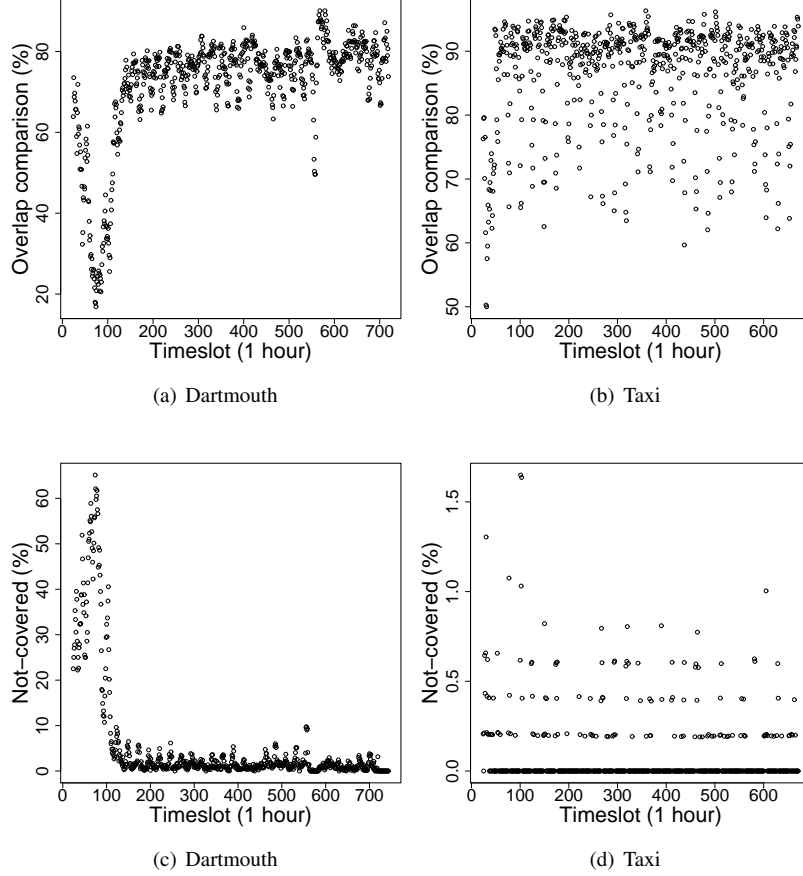 Overlap comparison (%)
20 40 60 80
0 100 200 300 400 500 600 700
Timeslot (1 hour)
(a) Dartmouth
Overlap comparison (%)
50 60 70 80 90
0 100 200 300 400 500 600
Timeslot (1 hour)
(b) Taxi
Not−covered (%)
0 10 20 30 40 50 60
0 100 200 300 400 500 600 700
Timeslot (1 hour)
(c) Dartmouth
Not−covered (%)
0.0 0.5 1.0 1.5
0 100 200 300 400 500 600
Timeslot (1 hour)
(d) Taxi